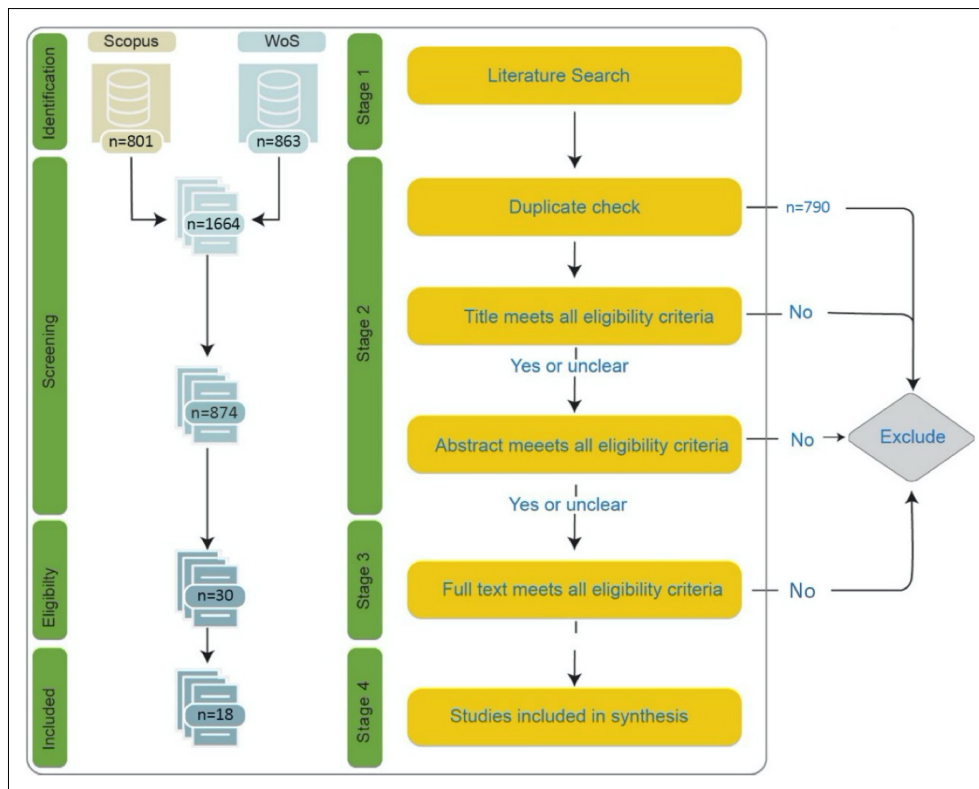 Identification
Scopus
WoS
n=801
n=863
Stage 1
Literature Search
Screening
n=1664
n=874
Stage 2
Duplicate check
n=790
Title meets all eligibility criteria
No
Yes or unclear
Abstract meeets all eligibility criteria
No
Exclude
Yes or unclear
Eligibilty
n=30
Stage 3
Full text meets all eligibility criteria
No
Included
n=18
Stage 4
Studies included in synthesis